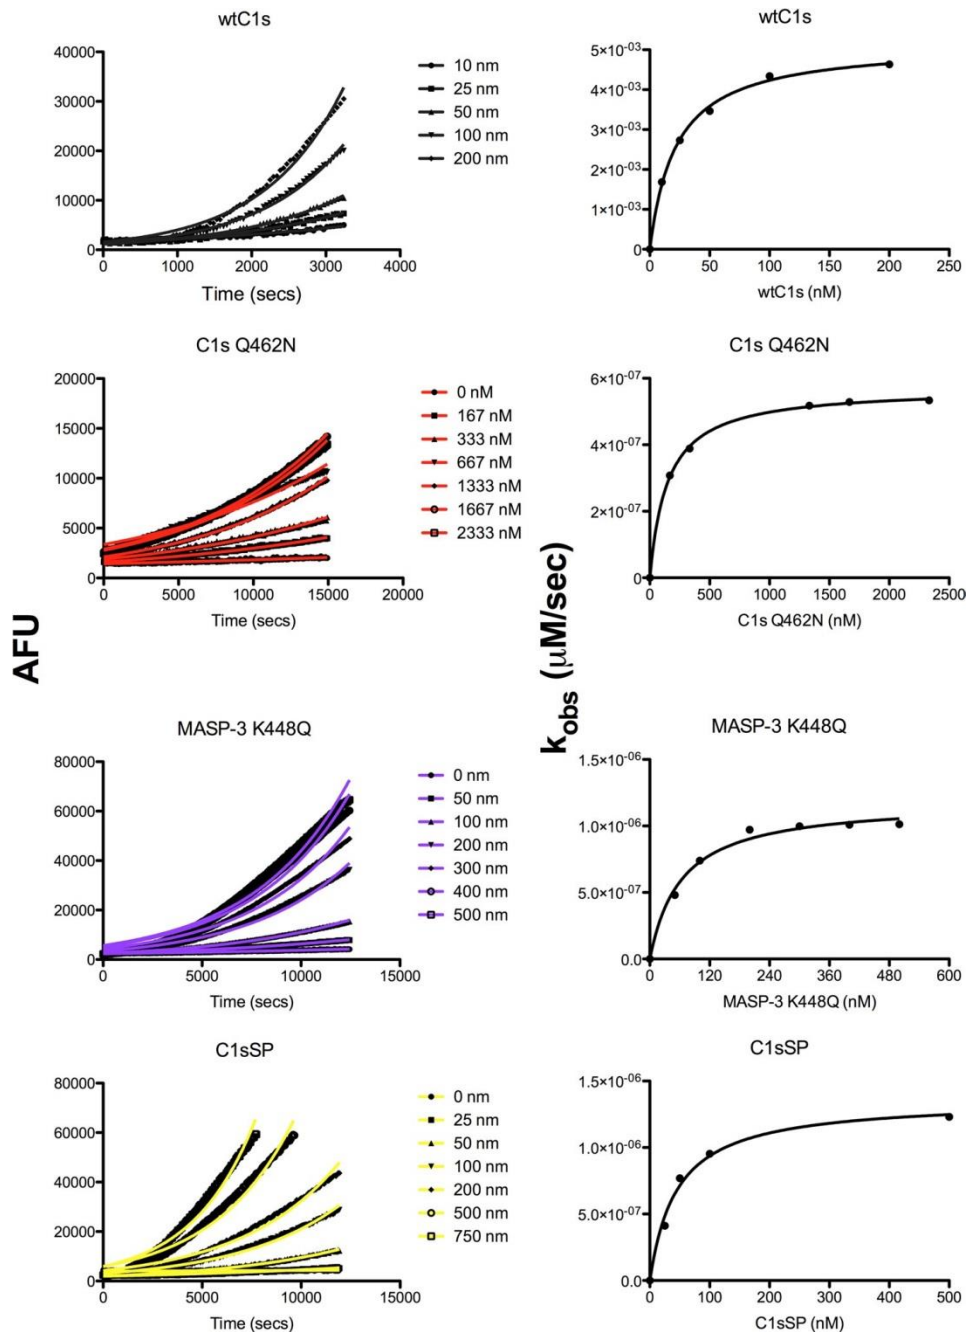 wtC1s
40000
30000
20000
10000
0
0 1000 2000 3000 4000
Time (secs)
10 nm
25 nm
50 nm
100 nm
200 nm
wtC1s
5×10-03
4×10-03
3×10-03
2×10-03
1×10-03
0
0 50 100 150 200 250
wtC1s (nM)
C1s Q462N
20000
15000
10000
5000
0
0 5000 10000 15000 20000
Time (secs)
0 nM
167 nM
333 nM
667 nM
1333 nM
1667 nM
2333 nM
C1s Q462N
6×10-07
4×10-07
2×10-07
0
0 500 1000 1500 2000 2500
C1s Q462N (nM)
AFU
kobs (μM/sec)
MASP-3 K448Q
80000
60000
40000
20000
0
0 5000 10000 15000
Time (secs)
0 nm
50 nm
100 nm
200 nm
300 nm
400 nm
500 nm
MASP-3 K448Q
1.5×10-06
1.0×10-06
5.0×10-07
0.0
0 120 240 360 480 600
MASP-3 K448Q (nM)
C1sSP
80000
60000
40000
20000
0
0 5000 10000 15000
Time (secs)
0 nm
25 nm
50 nm
100 nm
200 nm
500 nm
750 nm
C1sSP
1.5×10-06
1.0×10-06
5.0×10-07
0.0
0 100 200 300 400 500
C1sSP (nM)